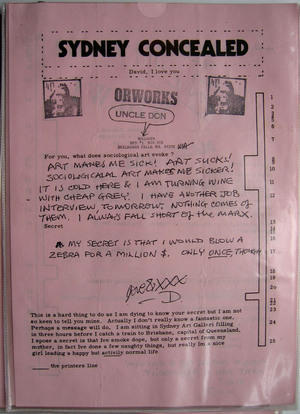 SYDNEY CONCEALED
David, I love you
ORWORKS
UNCLE DON
For you, what does sociological art evoke ?
ART MAKES ME SICK! ART SUCKS!
SOCIOLOGICAL ART MAKES ME SICKER!
IT IS COLD HERE & I AM TURNING WINE
WITH CHEAP GREY. I HAVE ANOTHER JOB
INTERVIEW TOMORROW. NOTHING COMES OF
THEM. I ALWAYS FALL SHORT OF THE MARX.
Secret
MY SECRET IS THAT I WOULD BLOW A
ZEBRA FOR A MILLION $. ONLY ONCE, THOUGH
This is a hard thing to do as I am dying to know your secret but I am not
so keen to tell you mine. Actually I don't really know a fantastic one.
Perhaps a message will do. I am sitting in Sydney Art Gallery filling
in three hours before I catch a train to Brisbane, capital of Queensland.
I spose a secret is that Ive smoke dope, but only a secret from my
mother, in fact Ive done a few naughty things, but really Im a nice
girl leading a happy but activly normal life
the printers line